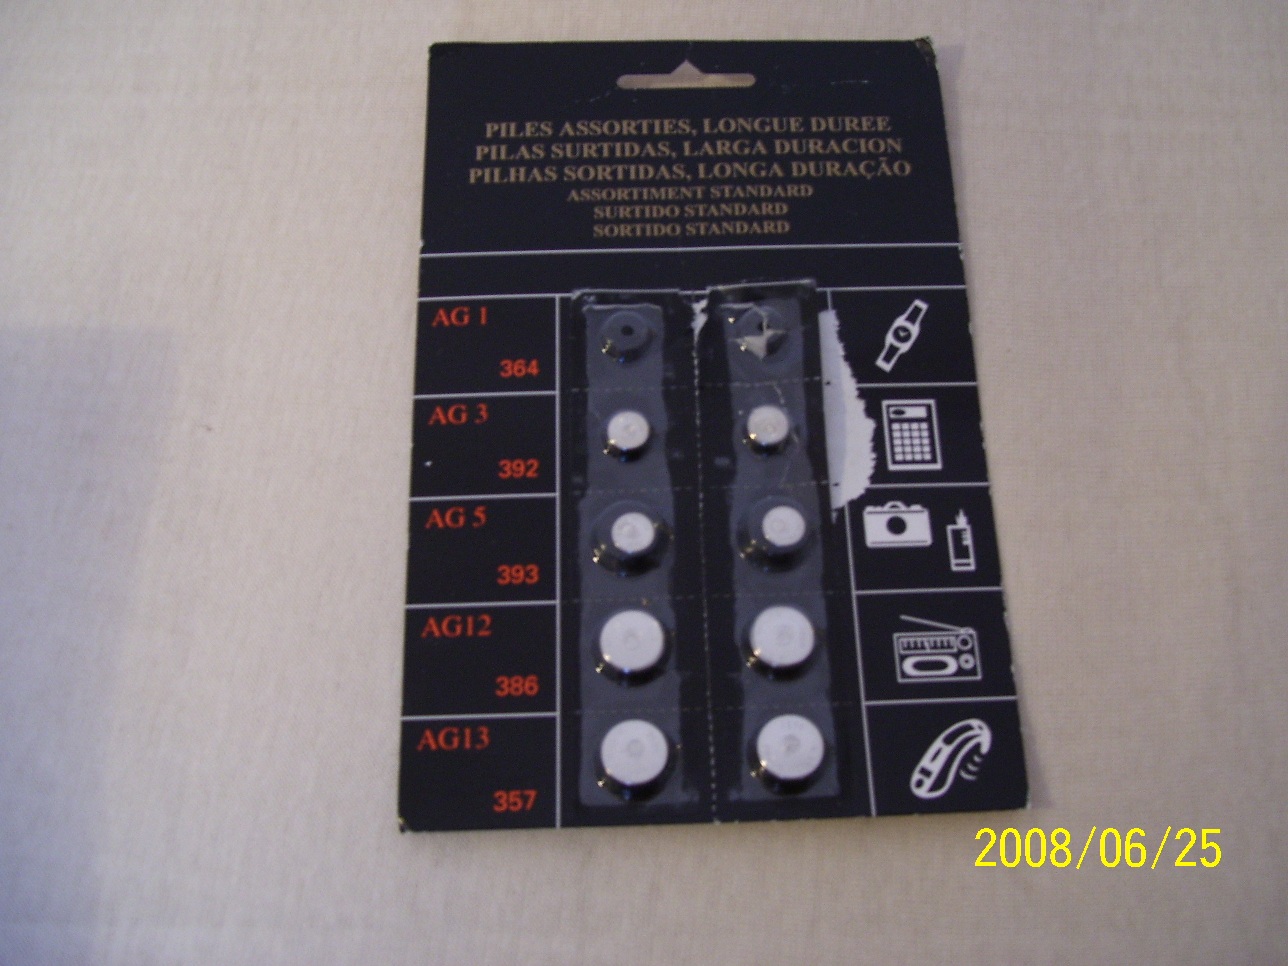 PILES ASSORTIES, LONGUE DUREE
PILAS SURTIDAS, LARGA DURACION
PILHAS SORTIDAS, LONGA DURAÇÃO
ASSORTIMENT STANDARD
SURTIDO STANDARD
SORTIDO STANDARD
AG 1
364
AG 3
392
AG 5
393
AG12
386
AG13
357
2008/06/25